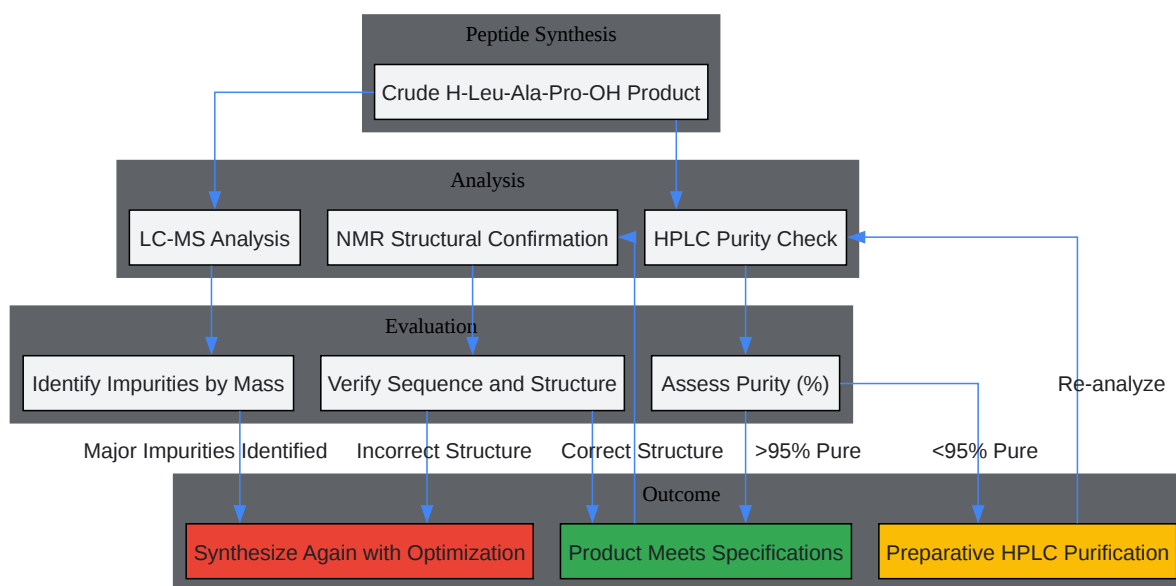 Peptide Synthesis
Crude H-Leu-Ala-Pro-OH Product
Analysis
LC-MS Analysis
NMR Structural Confirmation
HPLC Purity Check
Evaluation
Identify Impurities by Mass
Verify Sequence and Structure
Assess Purity (%)
Re-analyze
Major Impurities Identified
Incorrect Structure
Correct Structure
>95% Pure
<95% Pure
Outcome
Synthesize Again with Optimization
Product Meets Specifications
Preparative HPLC Purification